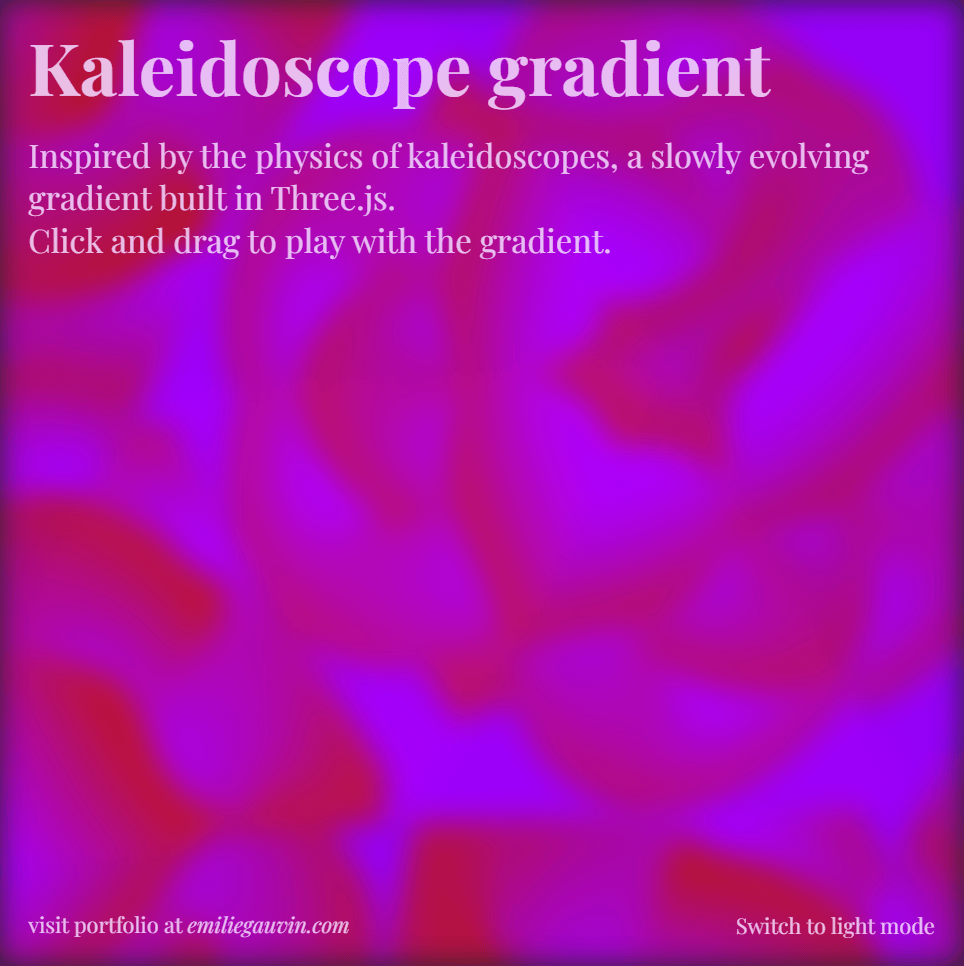 Kaleidoscope gradient
Inspired by the physics of kaleidoscopes, a slowly evolving
gradient built in Three.js.
Click and drag to play with the gradient.
visit portfolio at emiliegauvin.com
Switch to light mode